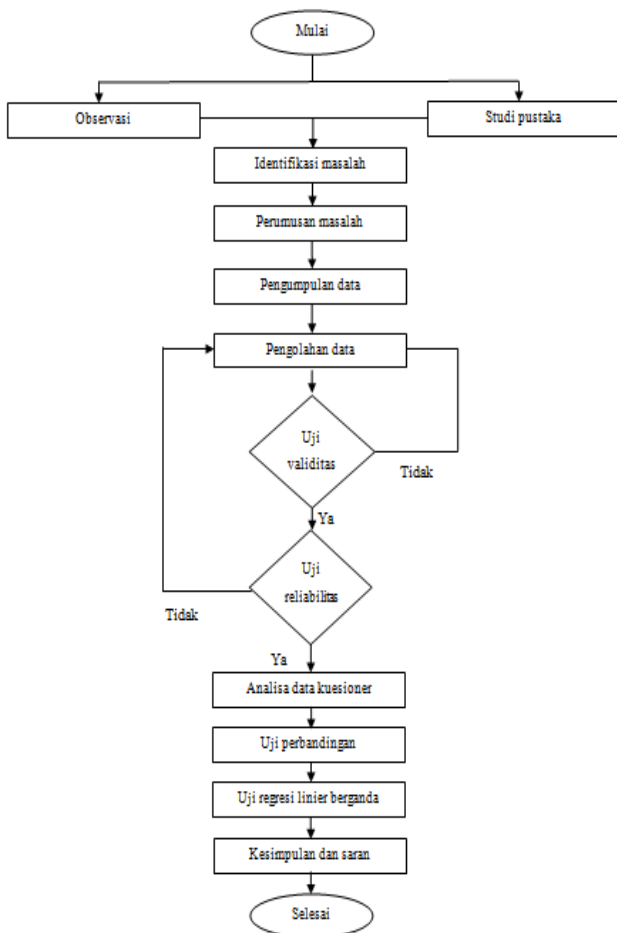 Mulai
Observasi
Studi pustaka
Identifikasi masalah
Perumusan masalah
Pengumpulan data
Pengolahan data
Uji
validitas
Tidak
Ya
Uji
reliabilitas
Tidak
Ya
Analisa data kuesioner
Uji perbandingan
Uji regresi linier berganda
Kesimpulan dan saran
Selesai